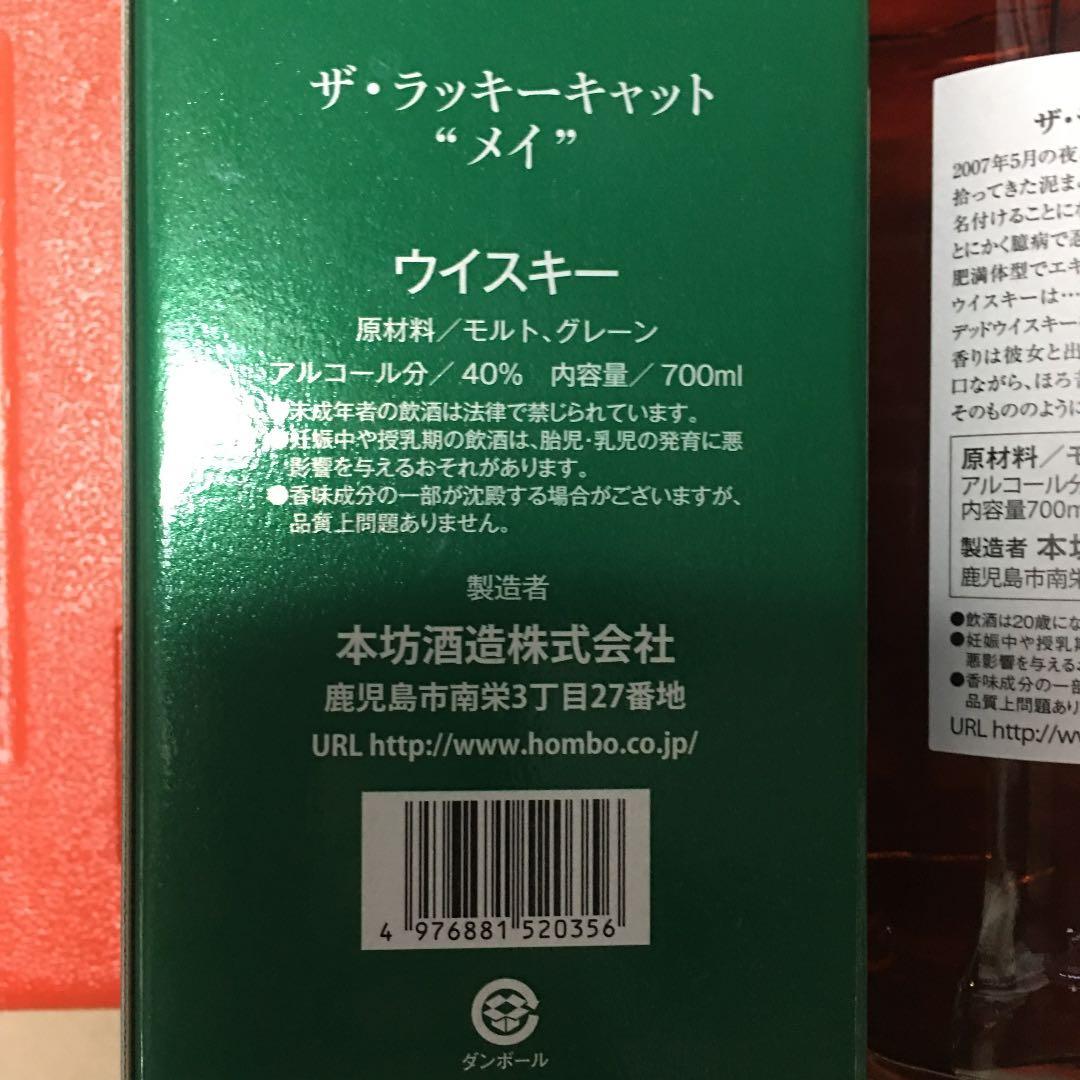 ザ・ラッキーキャット
“メイ”
ウイスキー
原材料／モルト、グレーン
アルコール分／ 40%　内容量／ 700ml
●未成年者の飲酒は法律で禁じられています。
●妊娠中や授乳期の飲酒は、胎児・乳児の発育に悪
影響を与えるおそれがあります。
●香味成分の一部が沈殿する場合がございますが、
品質上問題ありません。
製造者
本坊酒造株式会社
鹿児島市南栄3丁目27番地
URL http://www.hombo.co.jp/
4 976881 520356
ダンボール
ザ・
2007年5月の夜
拾ってきた泥ま
名付けることに
とにかく臆病で
肥満体型でエキ
ウイスキーは…
デッドウイスキー
香りは彼女と出
口ながら、ほろ
そのもののように
原材料／モ
アルコール分
内容量700m
製造者 本坊
鹿児島市南栄
●飲酒は20歳にな
●妊娠中や授乳期
悪影響を与える
●香味成分の一部
品質上問題あり
URL http://ww